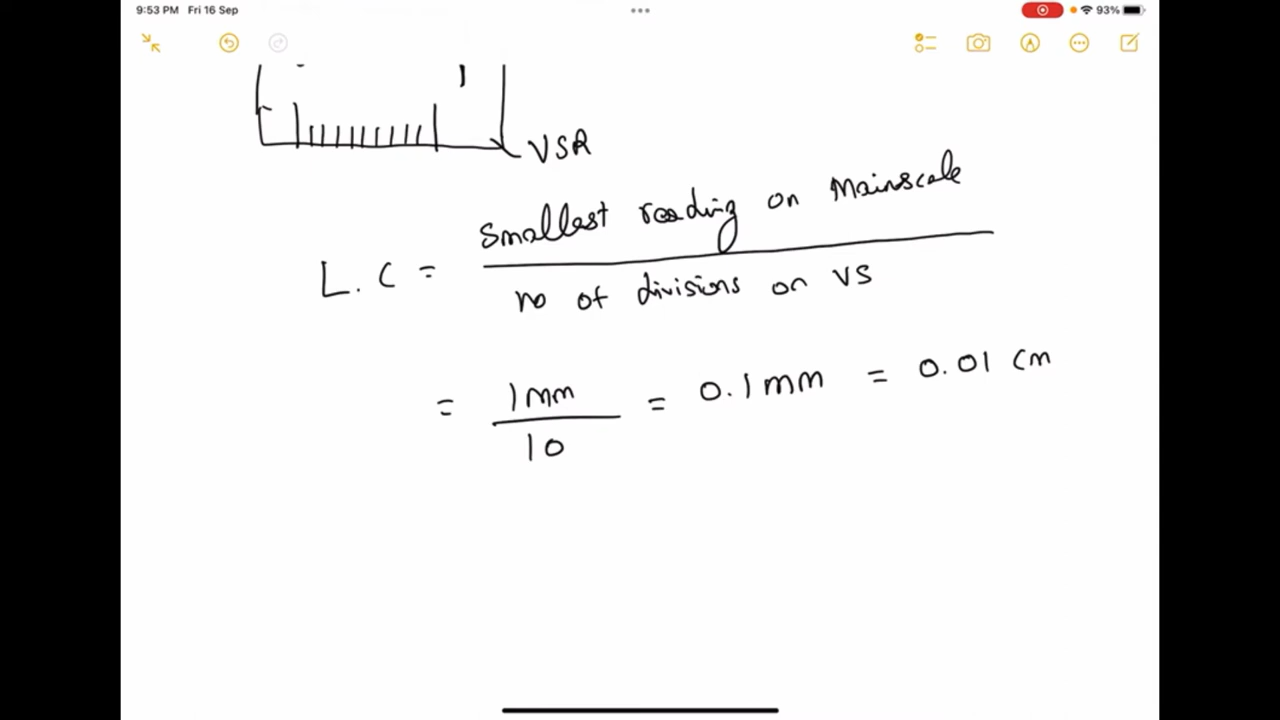 9:53 PM Fri 16 Sep
93%
VSR
Smallest reading on Mainscale
L.C =
no of divisions on VS
= 1mm = 0.1mm = 0.01 cm
10